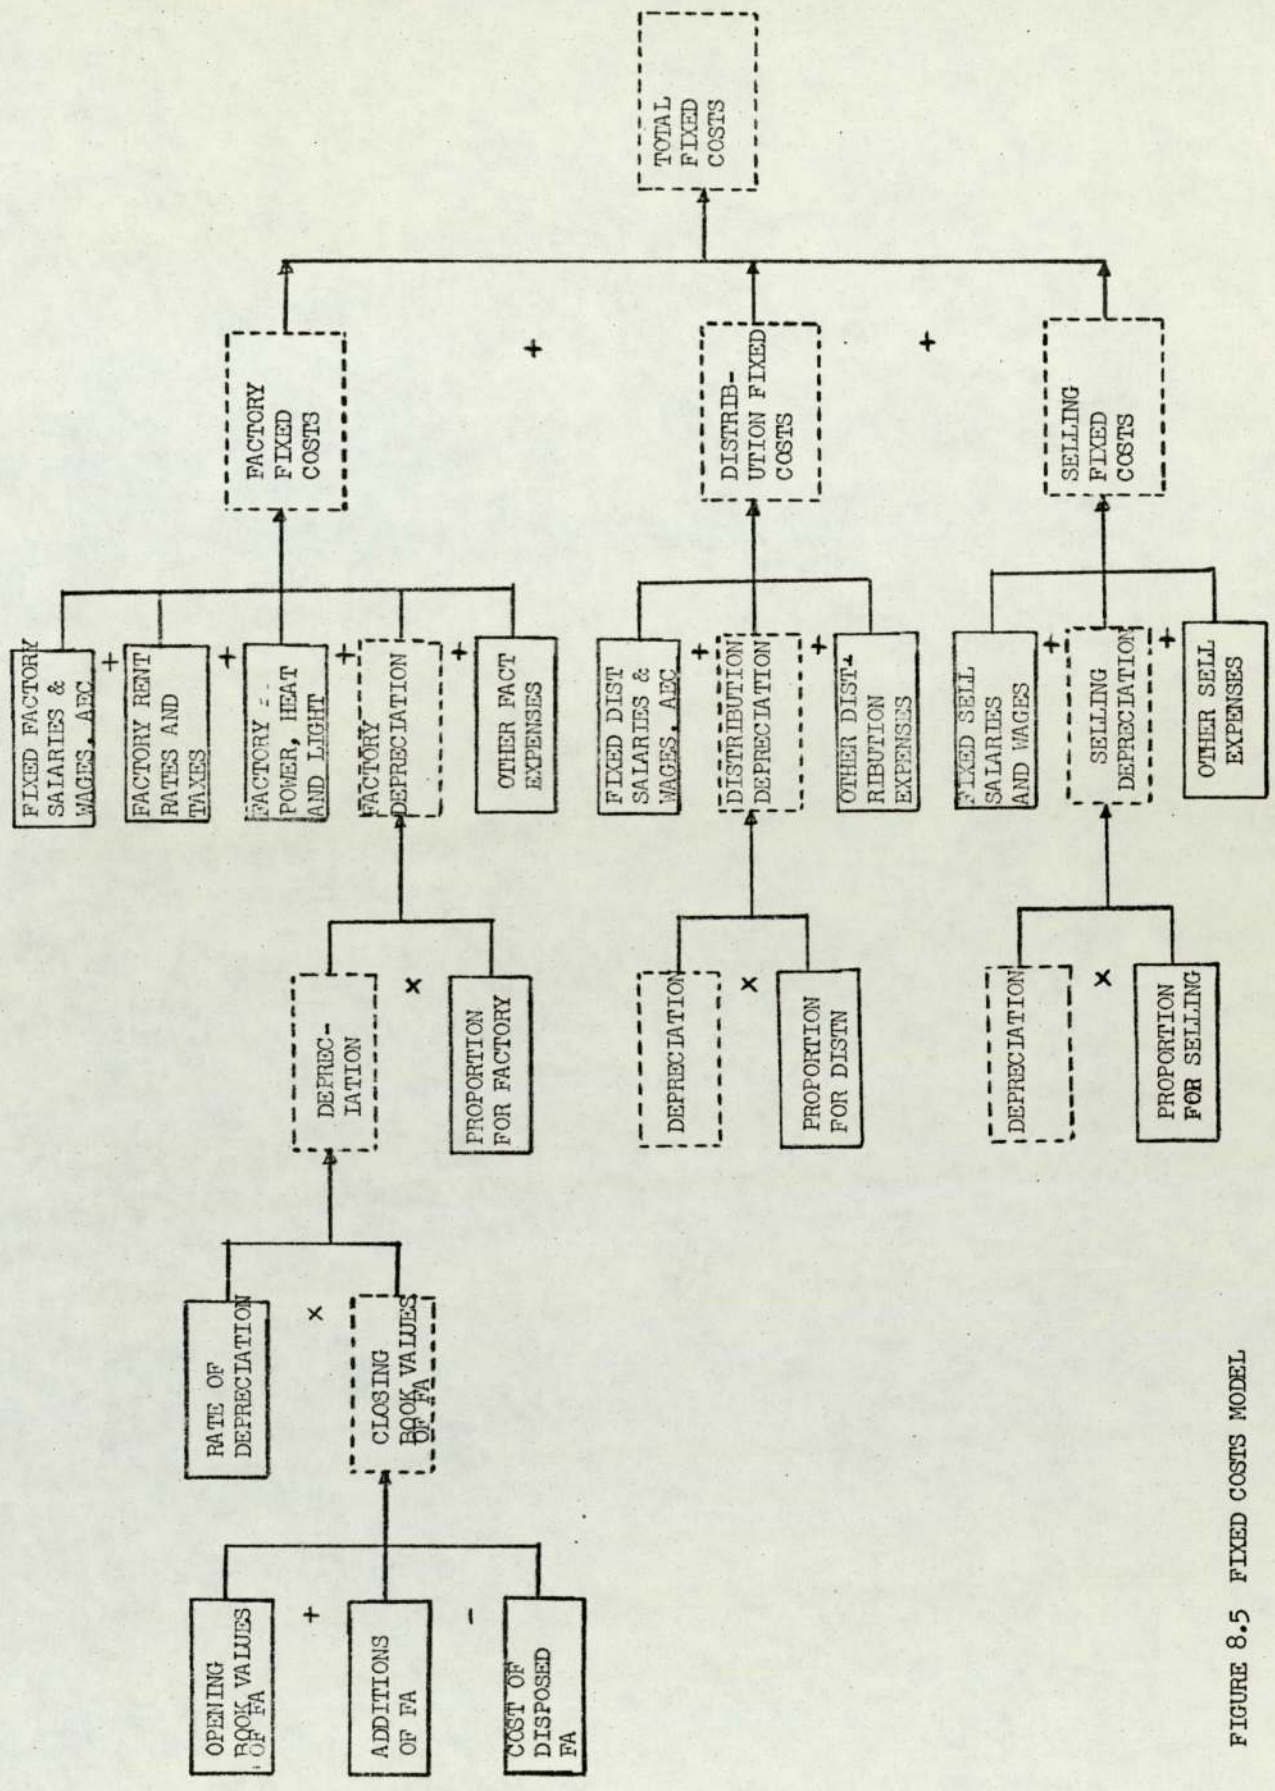 TOTAL
FIXED
COSTS
FACTORY
FIXED
COSTS
+
DISTRIB-
UTION FIXED
COSTS
+
SELLING
FIXED
COSTS
FIXED FACTORY
SALARIES &
WAGES, AEC
+
FACTORY RENT
RATES AND
TAXES
+
FACTORY
POWER, HEAT
AND LIGHT
+
FACTORY
DEPRECIATION
+
OTHER FACT
EXPENSES
FIXED DIST
SALARIES &
WAGES, AEC
+
DISTRIBUTION
DEPRECIATION
+
OTHER DIST-
RIBUTION
EXPENSES
FIXED SELL
SALARIES
AND WAGES
+
SELLING
DEPRECIATION
+
OTHER SELL
EXPENSES
DEPREC-
IATION
x
PROPORTION
FOR FACTORY
DEPRECIATION
x
PROPORTION
FOR DISTN
DEPRECIATION
x
PROPORTION
FOR SELLING
RATE OF
DEPRECIATION
x
CLOSING
BOOK VALUES
OF FA
OPENING
BOOK VALUES
OF FA
+
ADDITIONS
OF FA
-
COST OF
DISPOSED
FA
FIGURE 8.5 FIXED COSTS MODEL